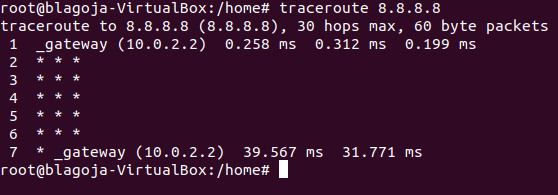 root@blagoja-VirtualBox:/home# traceroute 8.8.8.8
traceroute to 8.8.8.8 (8.8.8.8), 30 hops max, 60 byte packets
 1  _gateway (10.0.2.2)  0.258 ms  0.312 ms  0.199 ms
 2  * * *
 3  * * *
 4  * * *
 5  * * *
 6  * * *
 7  * _gateway (10.0.2.2)  39.567 ms  31.771 ms
root@blagoja-VirtualBox:/home#